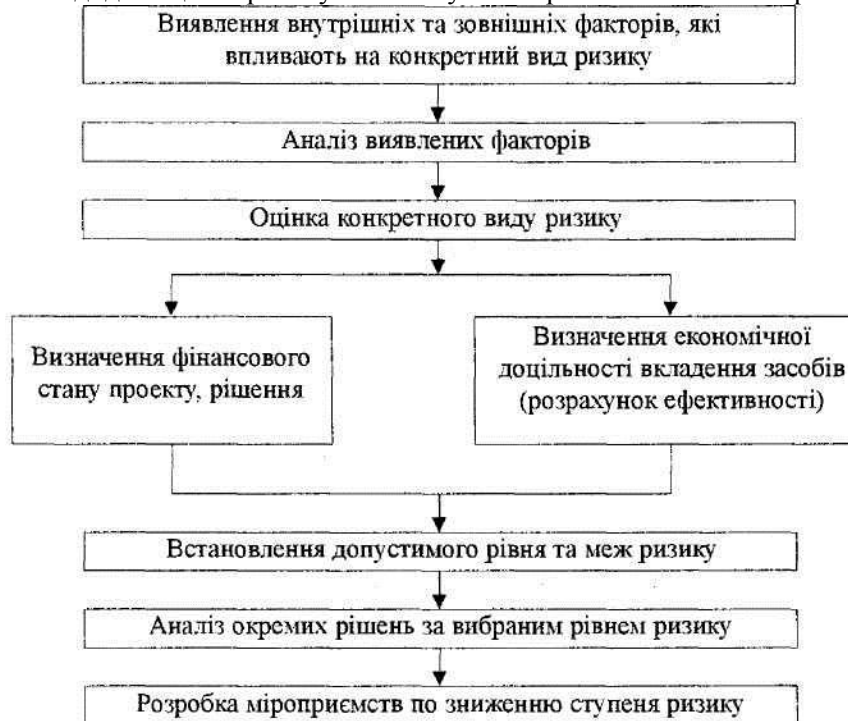 Виявлення внутрішніх та зовнішніх факторів, які
впливають на конкретний вид ризику
Аналіз виявлених факторів
Оцінка конкретного виду ризику
Визначення фінансового
стану проекту, рішення
Визначення економічної
доцільності вкладення засобів
(розрахунок ефективності)
Встановлення допустимого рівня та меж ризику
Аналіз окремих рішень за вибраним рівнем ризику
Розробка міроприємств по зниженню ступеня ризику